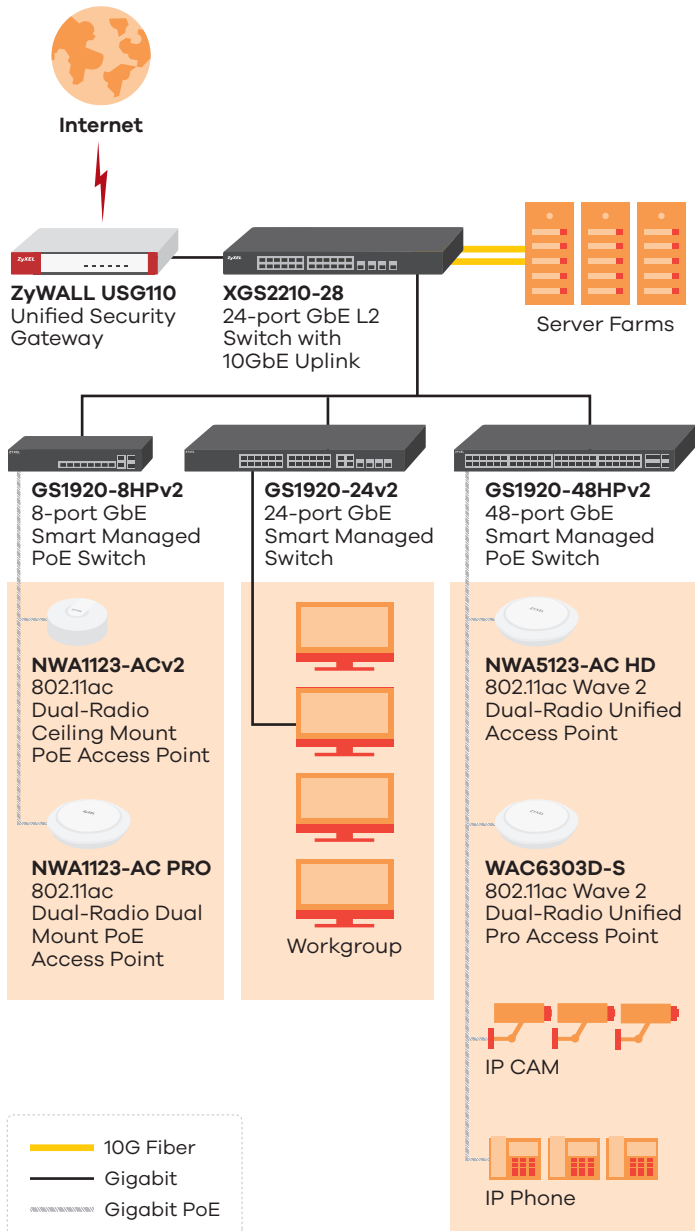 Internet
ZyXEL
ZyXEL
ZyWALL USG110
Unified Security
Gateway
XGS2210-28
24-port GbE L2
Switch with
10GbE Uplink
Server Farms
GS1920-8HPv2
8-port GbE
Smart Managed
PoE Switch
GS1920-24v2
24-port GbE
Smart Managed
Switch
GS1920-48HPv2
48-port GbE
Smart Managed
PoE Switch
NWA1123-ACv2
802.11ac
Dual-Radio
Ceiling Mount
PoE Access Point
NWA1123-AC PRO
802.11ac
Dual-Radio Dual
Mount PoE
Access Point
Workgroup
NWA5123-AC HD
802.11ac Wave 2
Dual-Radio Unified
Access Point
WAC6303D-S
802.11ac Wave 2
Dual-Radio Unified
Pro Access Point
IP CAM
IP Phone
10G Fiber
Gigabit
Gigabit PoE